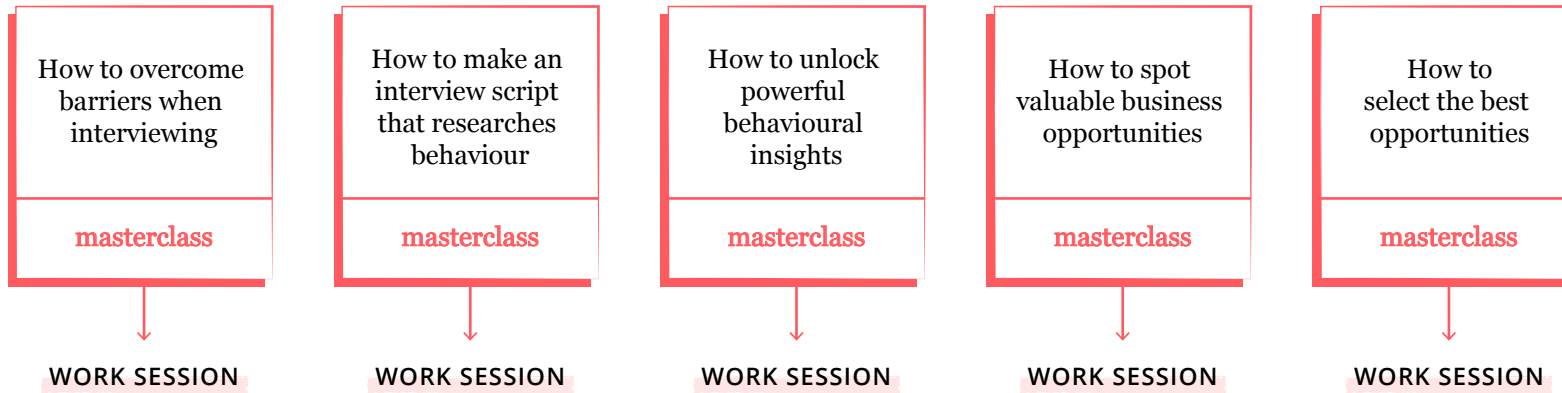 How to overcome
barriers when
interviewing
masterclass
WORK SESSION
How to make an
interview script
that researches
behaviour
masterclass
WORK SESSION
How to unlock
powerful
behavioural
insights
masterclass
WORK SESSION
How to spot
valuable business
opportunities
masterclass
WORK SESSION
How to
select the best
opportunities
masterclass
WORK SESSION